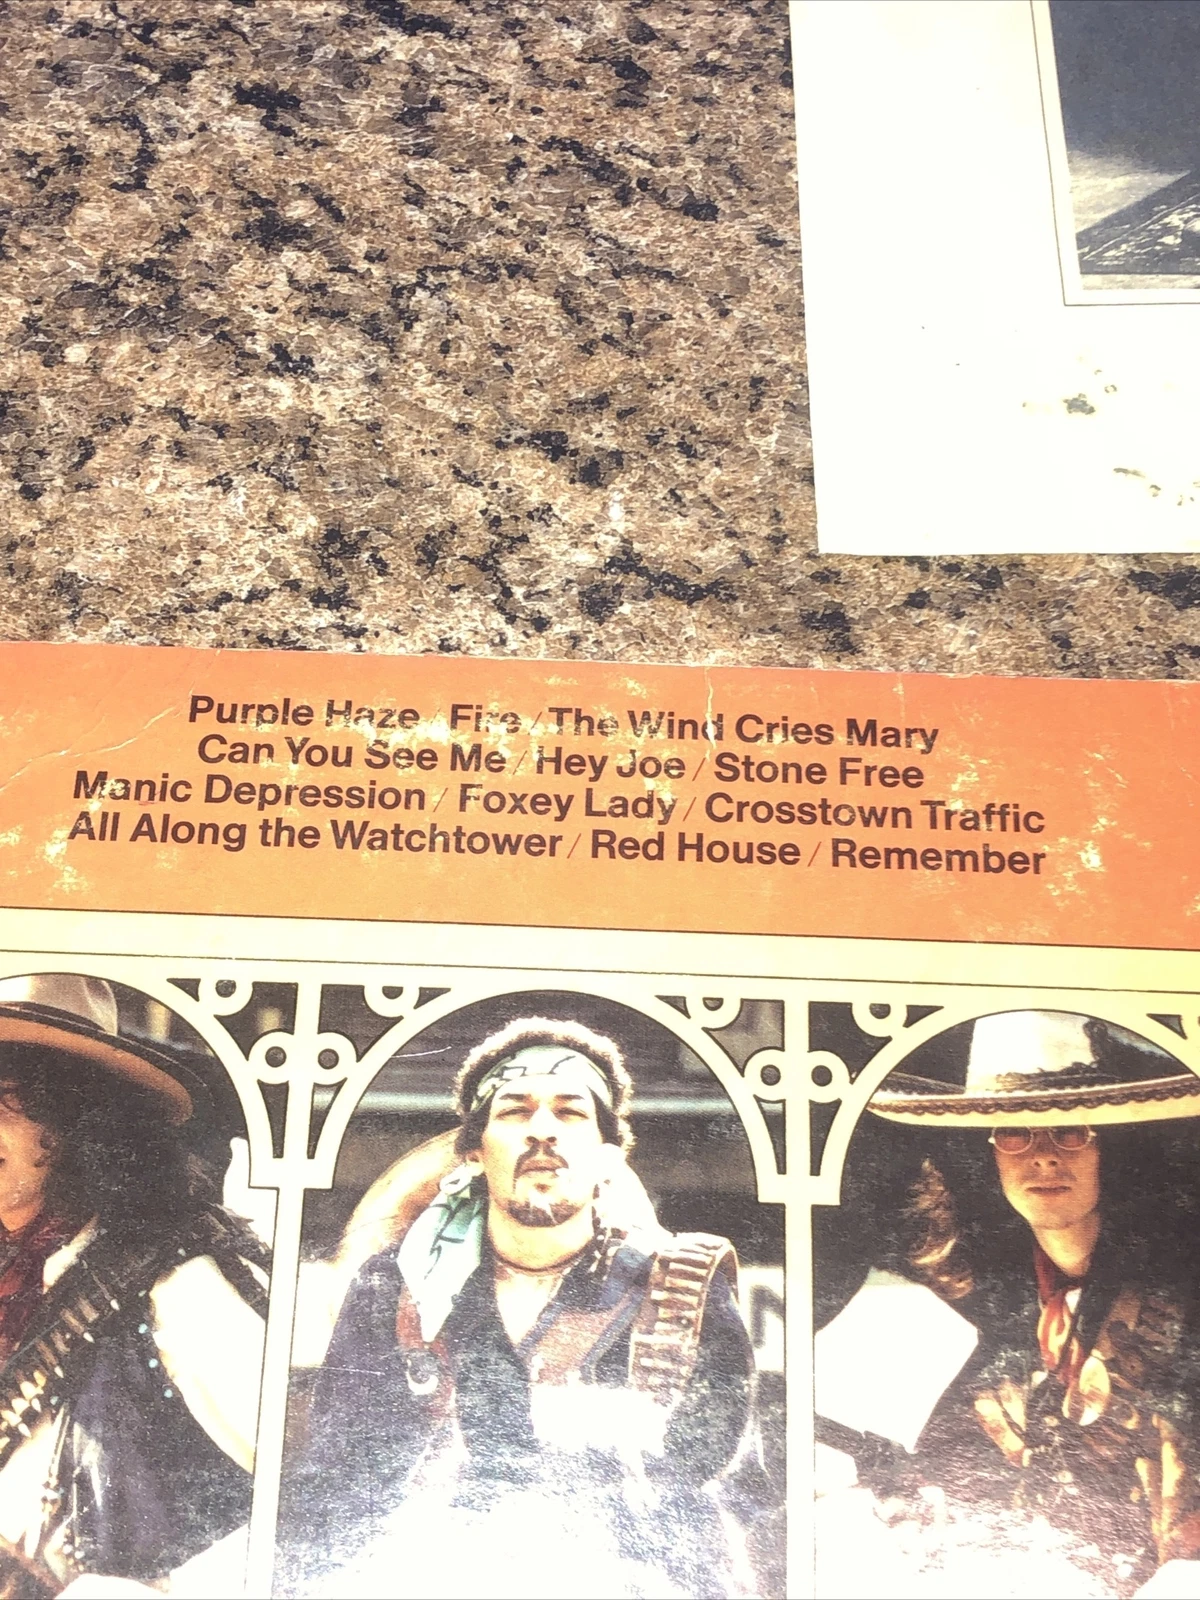 Purple Haze / Fire / The Wind Cries Mary
Can You See Me / Hey Joe / Stone Free
Manic Depression / Foxey Lady / Crosstown Traffic
All Along the Watchtower / Red House / Remember